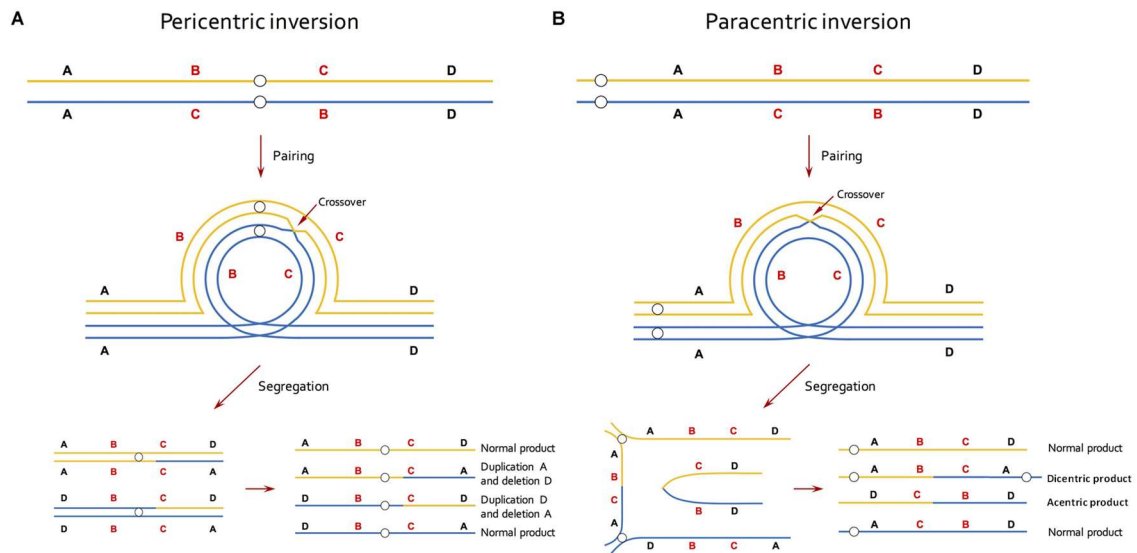 A Pericentric inversion
A B C D
A C B D
Pairing
Crossover
B C
B C
A D
A D
Segregation
A B C D
A B C A
D B C D
D B C A
A B C D Normal product
A B C A Duplication A
and deletion D
D B C D Duplication D
and deletion A
D B C A Normal product
B Paracentric inversion
A B C D
A C B D
Pairing
Crossover
B C
B C
A D
A D
Segregation
A B C D
A
B
C
A
C D
B D
D B C A
A B C D Normal product
A B C A Dicentric product
D C B D Acentric product
A C B D Normal product